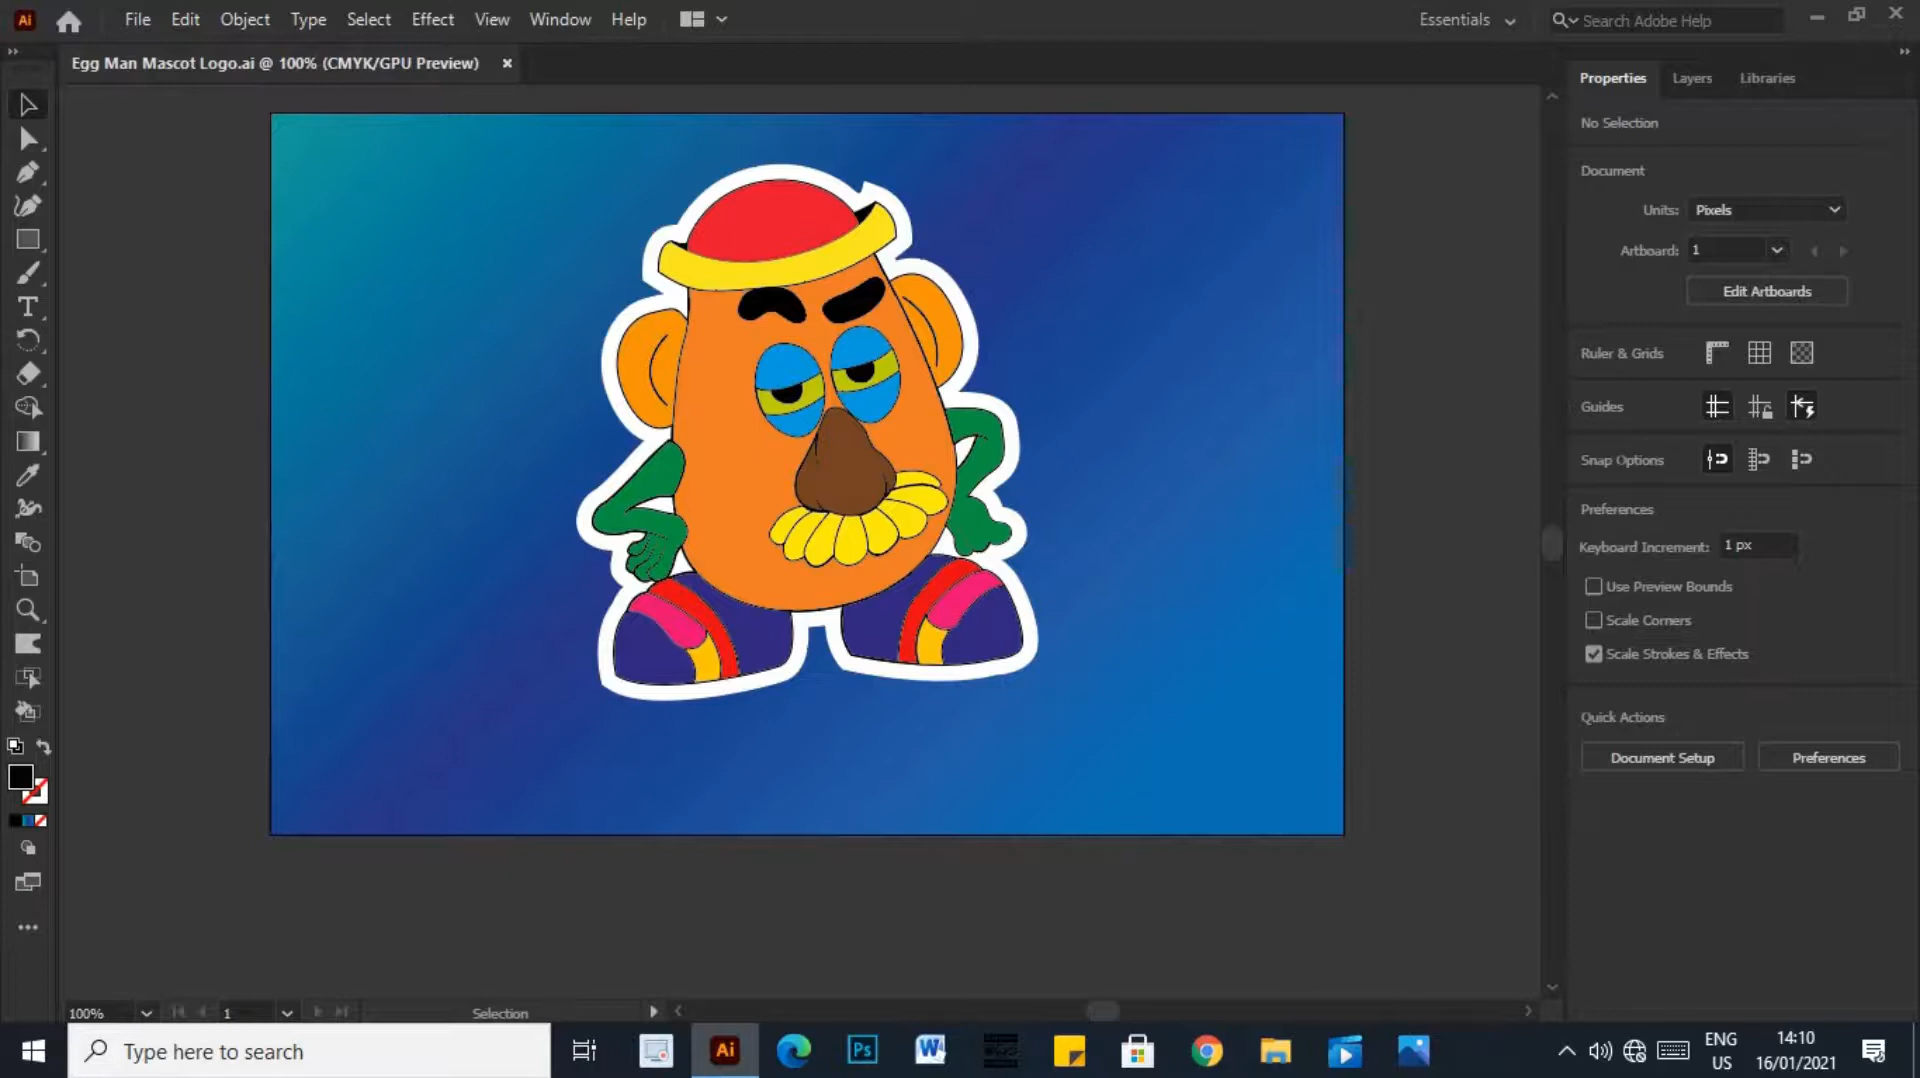 Ai File Edit Object Type Select Effect View Window Help Essentials Search Adobe Help
Egg Man Mascot Logo.ai @ 100% (CMYK/GPU Preview)
Properties Layers Libraries
No Selection
Document
Units: Pixels
Artboard: 1
Edit Artboards
Ruler & Grids
Guides
Snap Options
Preferences
Keyboard Increment: 1 px
Use Preview Bounds
Scale Corners
Scale Strokes & Effects
Quick Actions
Document Setup Preferences
T
100% 1 Selection
Type here to search
Ai
Ps
W
ENG
US
14:10
16/01/2021